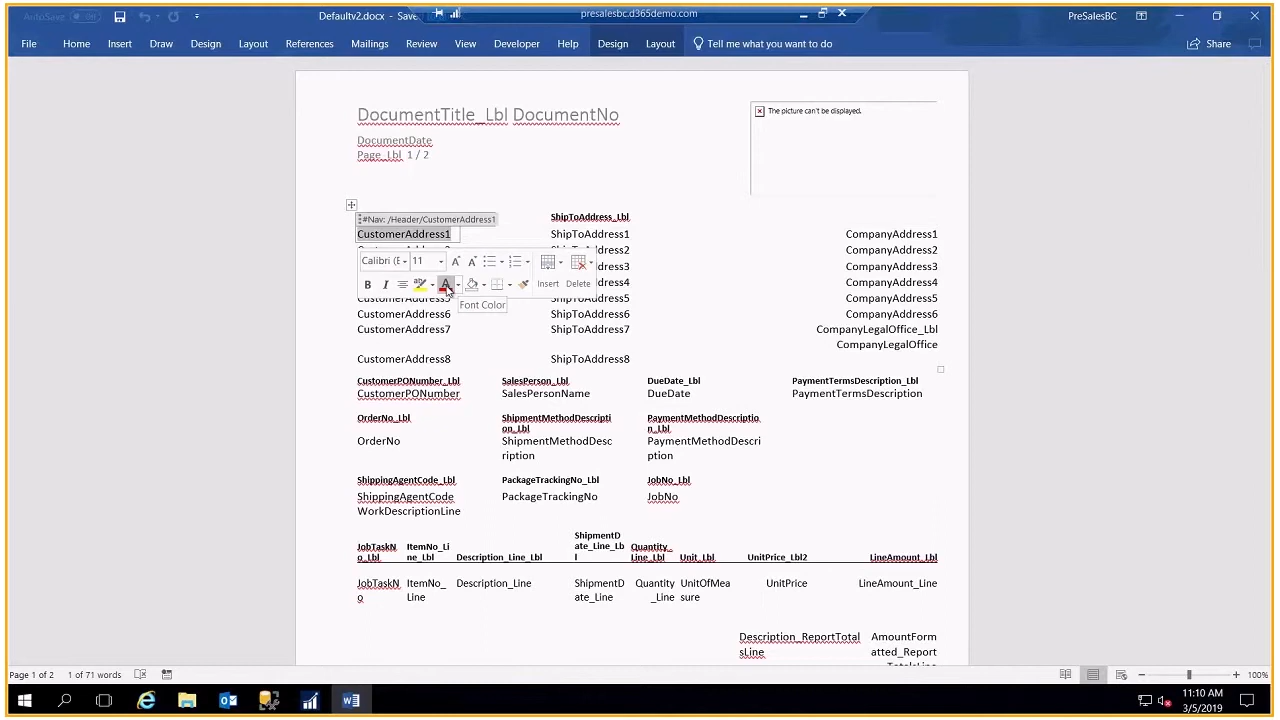 AutoSave Off
Defaultv2.docx - Save
presalesbc.d365demo.com
PreSalesBC
File Home Insert Draw Design Layout References Mailings Review View Developer Help Design Layout Tell me what you want to do Share
DocumentTitle_Lbl DocumentNo
The picture can't be displayed.
DocumentDate
Page_Lbl 1 / 2
#Nav: /Header/CustomerAddress1
ShipToAddress_Lbl
CustomerAddress1 ShipToAddress1 CompanyAddress1
ShipToAddress2 CompanyAddress2
Calibri (E 11
CompanyAddress3
Insert Delete
CompanyAddress4
CompanyAddress5
Font Color
CustomerAddress6 ShipToAddress6 CompanyAddress6
CustomerAddress7 ShipToAddress7 CompanyLegalOffice_Lbl
CompanyLegalOffice
CustomerAddress8 ShipToAddress8
CustomerPONumber_Lbl SalesPerson_Lbl DueDate_Lbl PaymentTermsDescription_Lbl
CustomerPONumber SalesPersonName DueDate PaymentTermsDescription
OrderNo_Lbl ShipmentMethodDescripti PaymentMethodDescriptio
on_Lbl n_Lbl
OrderNo ShipmentMethodDesc PaymentMethodDescri
ription ption
ShippingAgentCode_Lbl PackageTrackingNo_Lbl JobNo_Lbl
ShippingAgentCode PackageTrackingNo JobNo
WorkDescriptionLine
ShipmentD
JobTaskN ItemNo_Li ate_Line_Lb Quantity_
o_Lbl ne_Lbl Description_Line_Lbl l Line_Lbl Unit_Lbl UnitPrice_Lbl2 LineAmount_Lbl
JobTaskN ItemNo_ Description_Line ShipmentD Quantity UnitOfMea UnitPrice LineAmount_Line
o Line ate_Line _Line sure
Description_ReportTotal AmountForm
sLine atted_Report
Page 1 of 2 1 of 71 words 100%
11:10 AM
3/5/2019